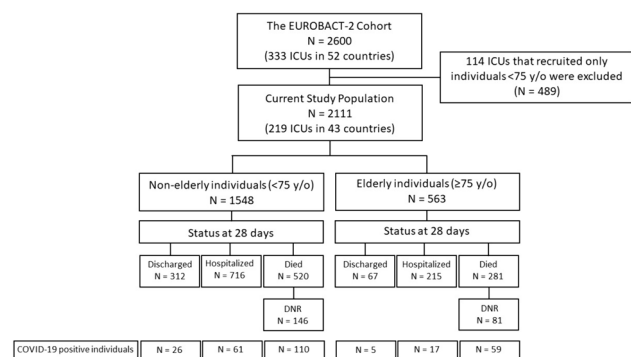 The EUROBACT-2 Cohort
N = 2600
(333 ICUs in 52 countries)
114 ICUs that recruited only
individuals <75 y/o were excluded
(N = 489)
Current Study Population
N = 2111
(219 ICUs in 43 countries)
Non-elderly individuals (<75 y/o)
N = 1548
Elderly individuals (≥75 y/o)
N = 563
Status at 28 days
Status at 28 days
Discharged
N = 312
Hospitalized
N = 716
Died
N = 520
Discharged
N = 67
Hospitalized
N = 215
Died
N = 281
DNR
N = 146
DNR
N = 81
COVID-19 positive individuals
N = 26
N = 61
N = 110
N = 5
N = 17
N = 59